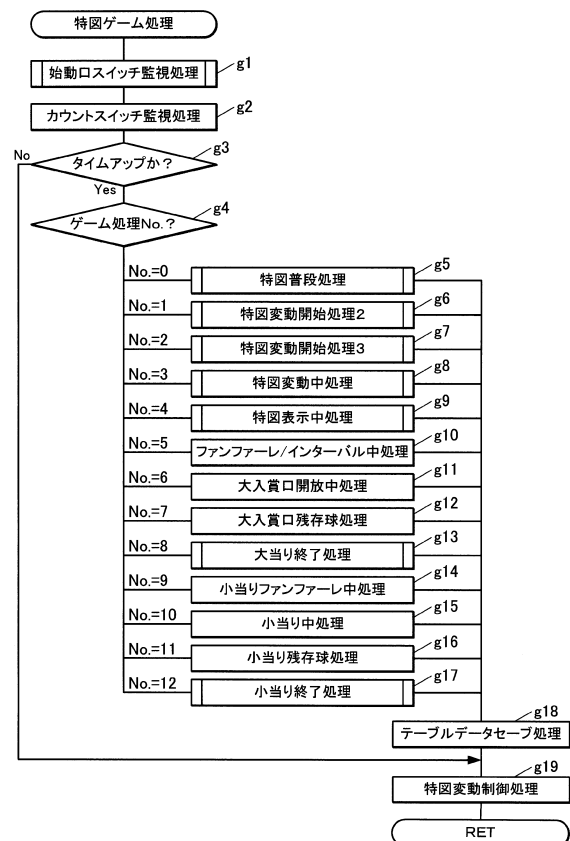 特図ゲーム処理
始動口スイッチ監視処理 g1
カウントスイッチ監視処理 g2
No タイムアップか？ g3
Yes
ゲーム処理No.？ g4
No.=0 特図普段処理 g5
No.=1 特図変動開始処理2 g6
No.=2 特図変動開始処理3 g7
No.=3 特図変動中処理 g8
No.=4 特図表示中処理 g9
No.=5 ファンファーレ/インターバル中処理 g10
No.=6 大入賞口開放中処理 g11
No.=7 大入賞口残存球処理 g12
No.=8 大当り終了処理 g13
No.=9 小当りファンファーレ中処理 g14
No.=10 小当り中処理 g15
No.=11 小当り残存球処理 g16
No.=12 小当り終了処理 g17
テーブルデータセーブ処理 g18
特図変動制御処理 g19
RET